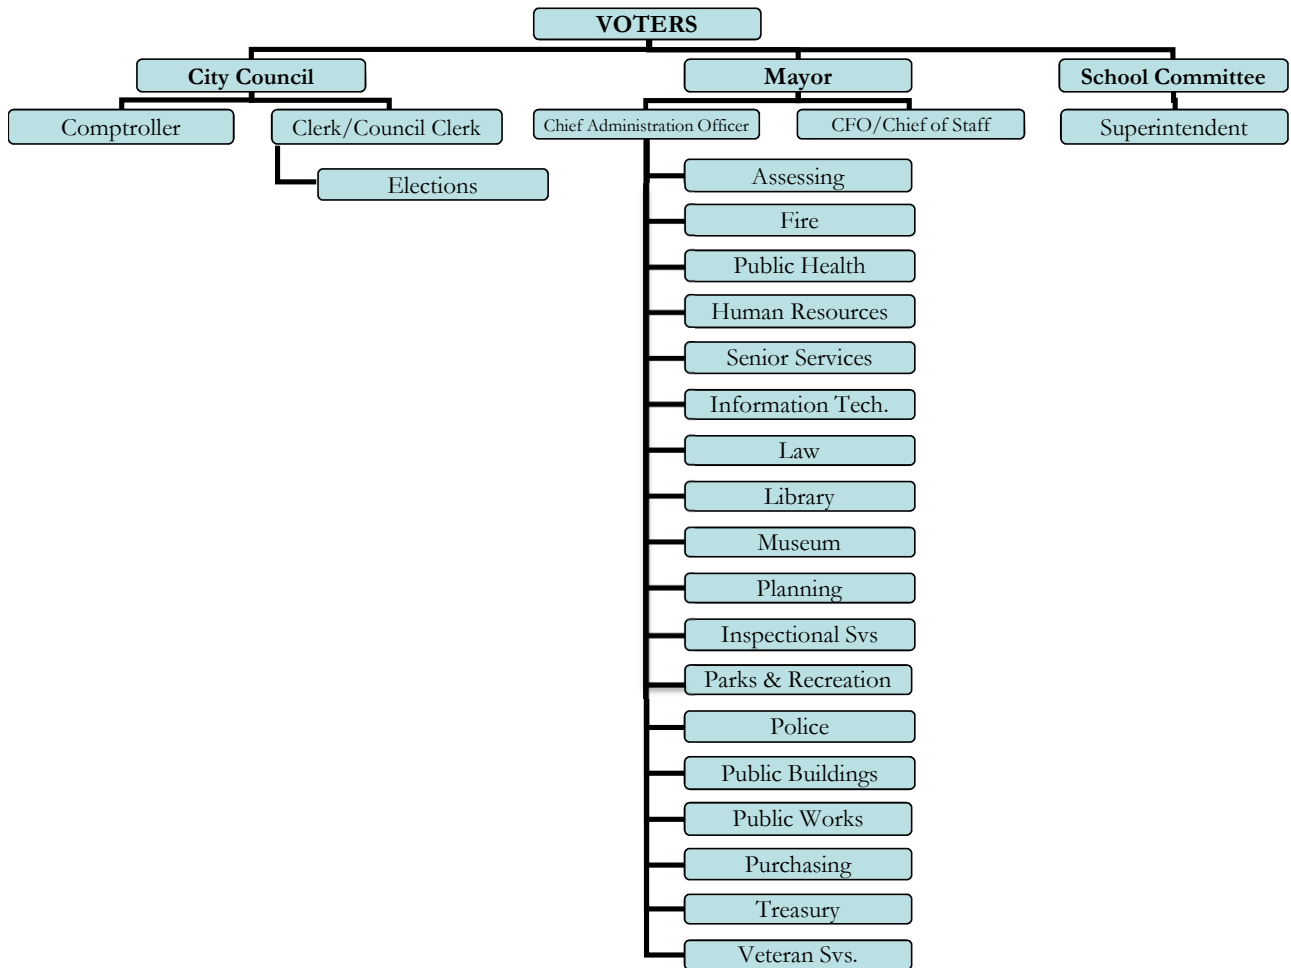 VOTERS
City Council
Mayor
School Committee
Comptroller
Clerk/Council Clerk
Chief Administration Officer
CFO/Chief of Staff
Superintendent
Elections
Assessing
Fire
Public Health
Human Resources
Senior Services
Information Tech.
Law
Library
Museum
Planning
Inspectional Svs
Parks & Recreation
Police
Public Buildings
Public Works
Purchasing
Treasury
Veteran Svs.